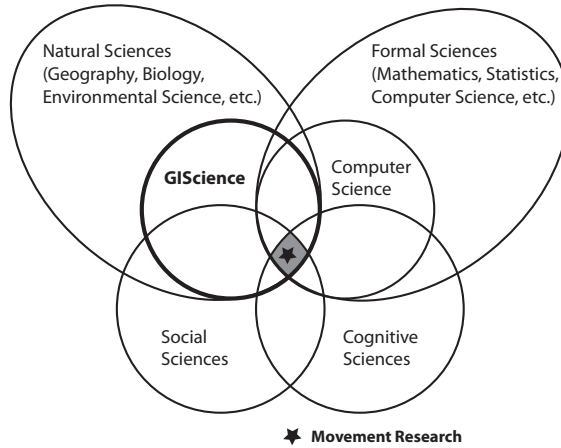 Natural Sciences
(Geography, Biology,
Environmental Science, etc.)
Formal Sciences
(Mathematics, Statistics,
Computer Science, etc.)
GIScience
Computer
Science
Social
Sciences
Cognitive
Sciences
Movement Research